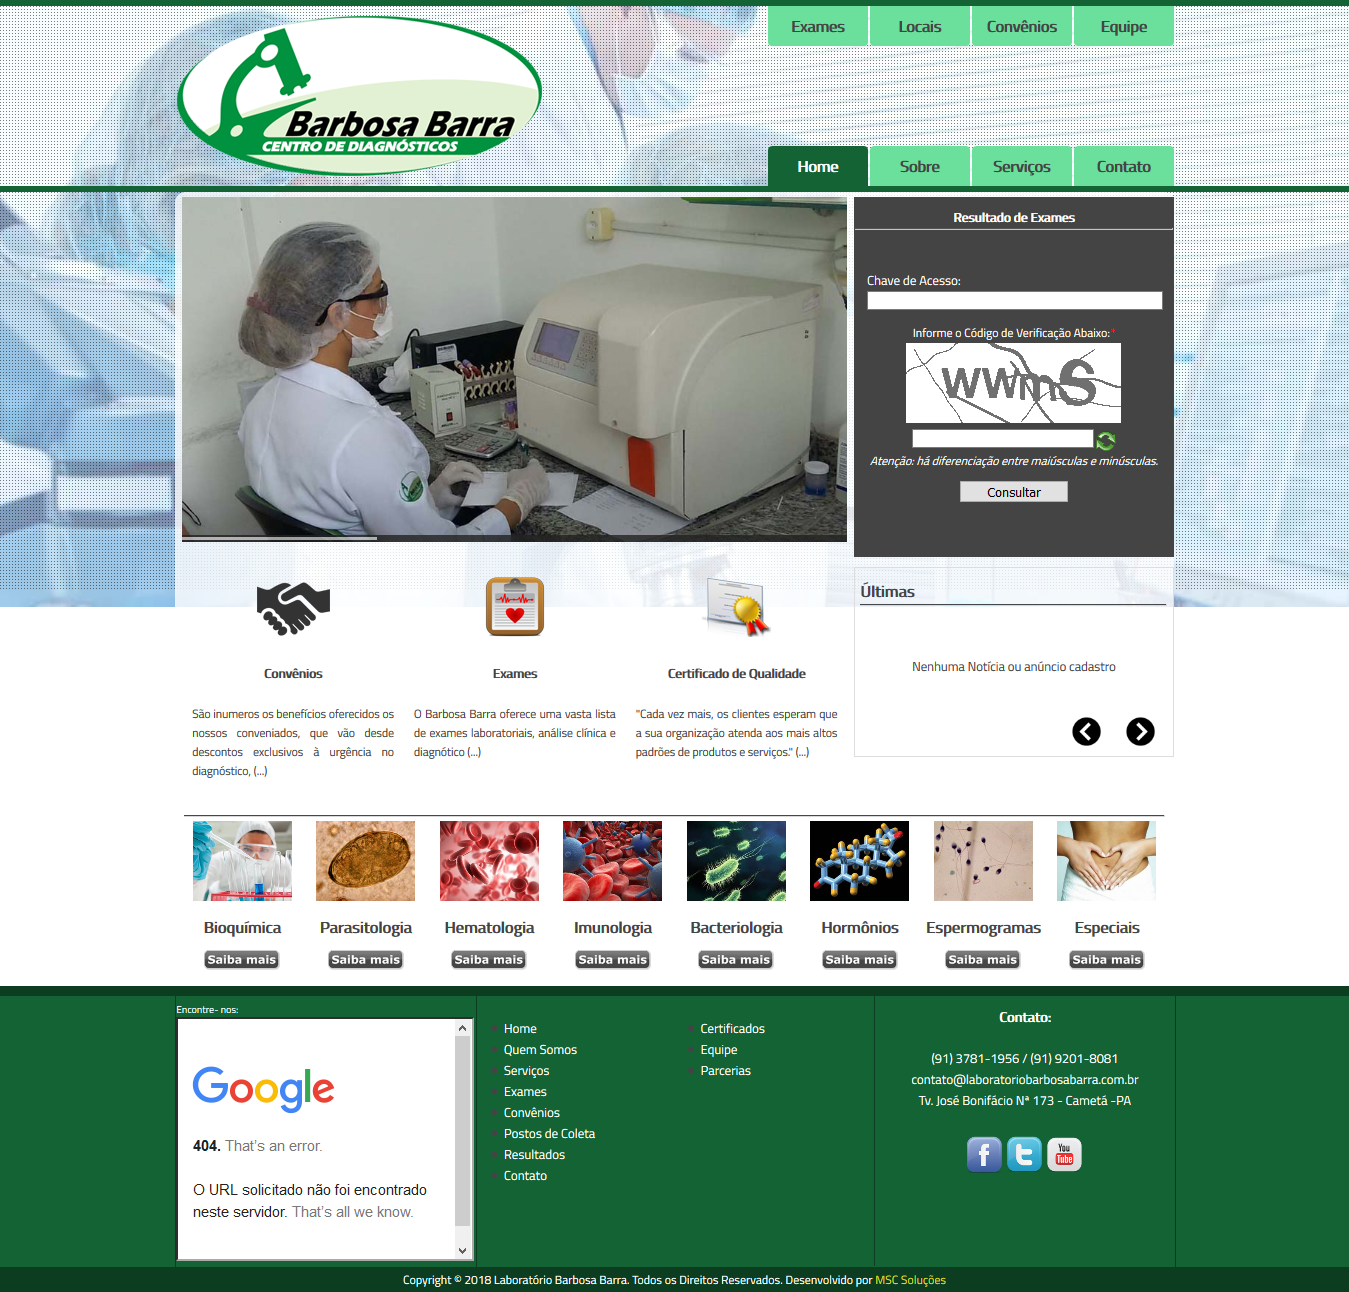 Exames
Locais
Convênios
Equipe
Barbosa Barra
CENTRO DE DIAGNÓSTICOS
Home
Sobre
Serviços
Contato
Resultado de Exames
Chave de Acesso:
Informe o Código de Verificação Abaixo:*
wwmS
Atenção: há diferenciação entre maiúsculas e minúsculas.
Consultar
Últimas
Nenhuma Notícia ou anúncio cadastro
Convênios
São inumeros os benefícios oferecidos os
nossos conveniados, que vão desde
descontos exclusivos à urgência no
diagnóstico, (...)
Exames
O Barbosa Barra oferece uma vasta lista
de exames laboratoriais, análise clínica e
diagnótico (...)
Certificado de Qualidade
"Cada vez mais, os clientes esperam que
a sua organização atenda aos mais altos
padrões de produtos e serviços." (...)
Bioquímica
Parasitologia
Hematologia
Imunologia
Bacteriologia
Hormônios
Espermogramas
Especiais
Saiba mais
Saiba mais
Saiba mais
Saiba mais
Saiba mais
Saiba mais
Saiba mais
Saiba mais
Encontre- nos:
Google
404. That's an error.
O URL solicitado não foi encontrado
neste servidor. That's all we know.
Home
Quem Somos
Serviços
Exames
Convênios
Postos de Coleta
Resultados
Contato
Certificados
Equipe
Parcerias
Contato:
(91) 3781-1956 / (91) 9201-8081
contato@laboratoriobarbosabarra.com.br
Tv. José Bonifácio Nª 173 - Cametá -PA
f
t
You
Tube
Copyright © 2018 Laboratório Barbosa Barra. Todos os Direitos Reservados. Desenvolvido por MSC Soluções